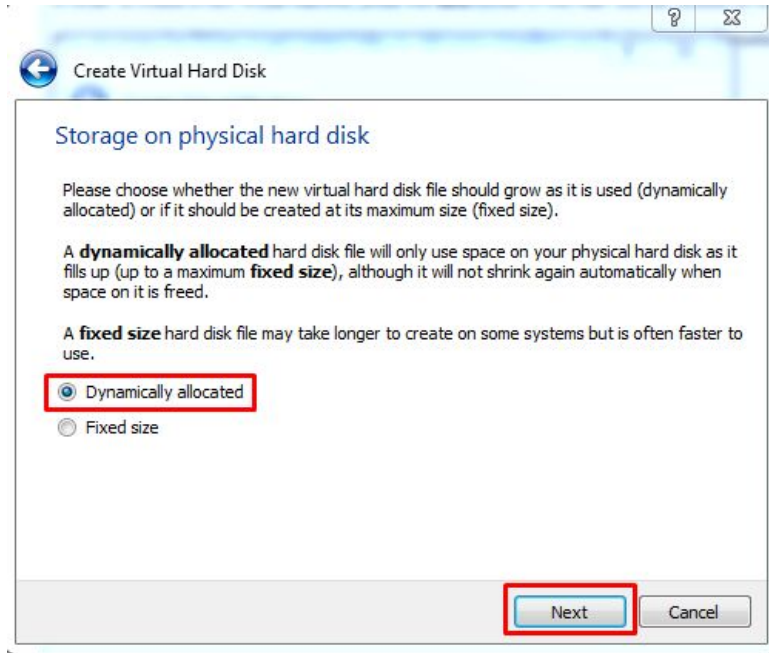 Create Virtual Hard Disk
Storage on physical hard disk
Please choose whether the new virtual hard disk file should grow as it is used (dynamically
allocated) or if it should be created at its maximum size (fixed size).
A dynamically allocated hard disk file will only use space on your physical hard disk as it
fills up (up to a maximum fixed size), although it will not shrink again automatically when
space on it is freed.
A fixed size hard disk file may take longer to create on some systems but is often faster to
use.
Dynamically allocated
Fixed size
Next
Cancel